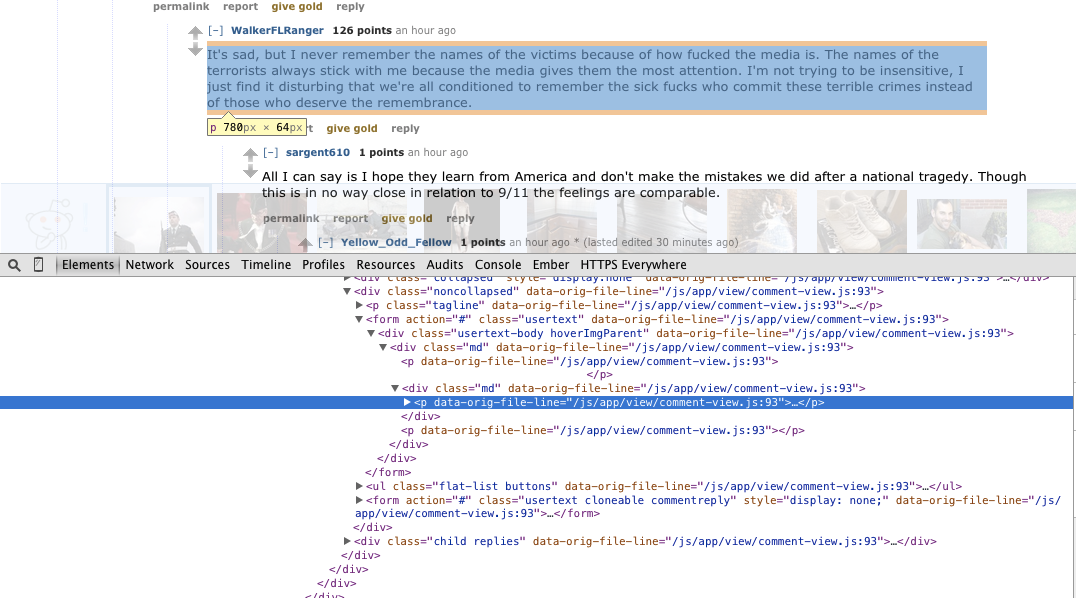 permalink report give gold reply
[−] WalkerFLRanger 126 points an hour ago
It's sad, but I never remember the names of the victims because of how fucked the media is. The names of the
terrorists always stick with me because the media gives them the most attention. I'm not trying to be insensitive, I
just find it disturbing that we're all conditioned to remember the sick fucks who commit these terrible crimes instead
of those who deserve the remembrance.
p 780px × 64px rt give gold reply
[−] sargent610 1 points an hour ago
All I can say is I hope they learn from America and don't make the mistakes we did after a national tragedy. Though
this is in no way close in relation to 9/11 the feelings are comparable.
permalink report give gold reply
[−] Yellow_Odd_Fellow 1 points an hour ago * (last edited 30 minutes ago)
Elements Network Sources Timeline Profiles Resources Audits Console Ember HTTPS Everywhere
▶<div class="collapsed" style="display:none" data-orig-file-line="/js/app/view/comment-view.js:93">…</div>
▼<div class="noncollapsed" data-orig-file-line="/js/app/view/comment-view.js:93">
▶<p class="tagline" data-orig-file-line="/js/app/view/comment-view.js:93">…</p>
▼<form action="#" class="usertext" data-orig-file-line="/js/app/view/comment-view.js:93">
▼<div class="usertext-body hoverImgParent" data-orig-file-line="/js/app/view/comment-view.js:93">
▼<div class="md" data-orig-file-line="/js/app/view/comment-view.js:93">
<p data-orig-file-line="/js/app/view/comment-view.js:93">
</p>
▼<div class="md" data-orig-file-line="/js/app/view/comment-view.js:93">
▶<p data-orig-file-line="/js/app/view/comment-view.js:93">…</p>
</div>
<p data-orig-file-line="/js/app/view/comment-view.js:93"></p>
</div>
</div>
</form>
▶<ul class="flat-list buttons" data-orig-file-line="/js/app/view/comment-view.js:93">…</ul>
▶<form action="#" class="usertext cloneable commentreply" style="display: none;" data-orig-file-line="/js/
app/view/comment-view.js:93">…</form>
</div>
▶<div class="child replies" data-orig-file-line="/js/app/view/comment-view.js:93">…</div>
</div>
</div>
</div>
</div>